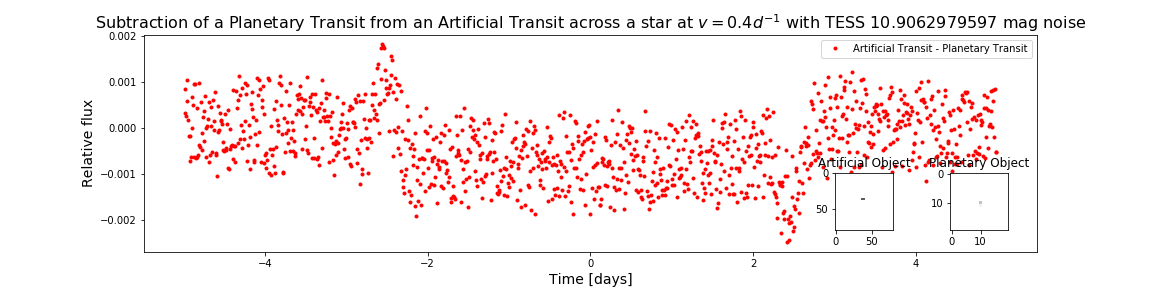 Subtraction of a Planetary Transit from an Artificial Transit across a star at v = 0.4d⁻¹ with TESS 10.9062979597 mag noise
0.002
0.001
0.000
−0.001
−0.002
Relative flux
Artificial Transit - Planetary Transit
Artificial Object
Planetary Object
0
50
0 50
0
10
0 10
−4 −2 0 2 4
Time [days]